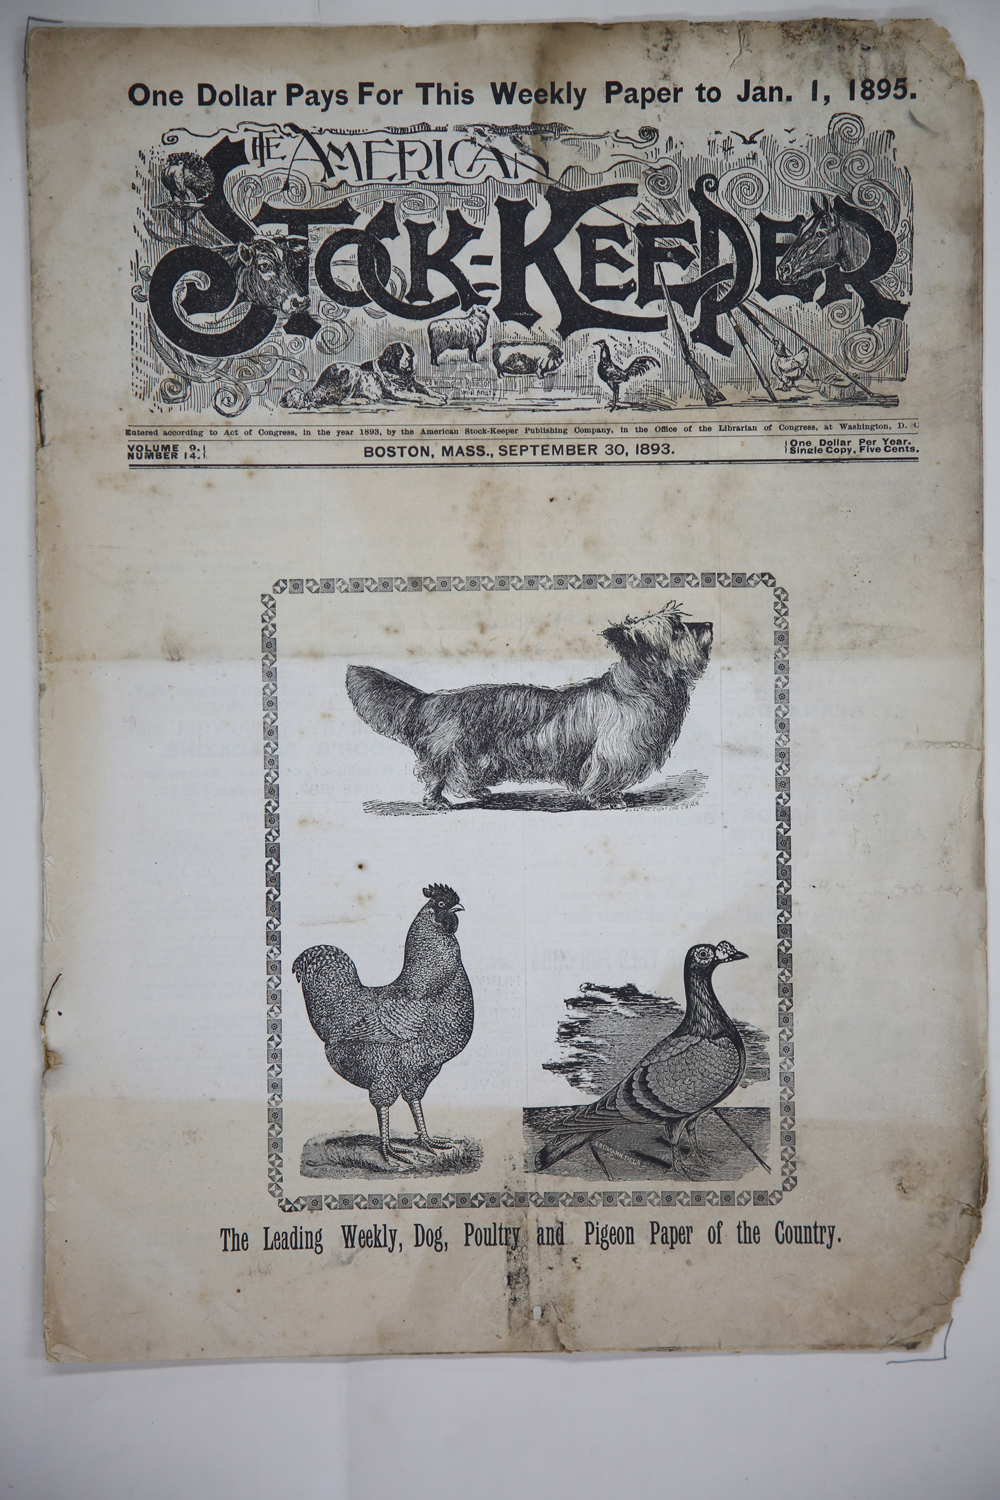 One Dollar Pays For This Weekly Paper to Jan. 1, 1895.
THE AMERICAN
STOCK-KEEPER
Entered according to Act of Congress, in the year 1893, by the American Stock-Keeper Publishing Company, in the Office of the Librarian of Congress, at Washington, D. C
VOLUME 9.
NUMBER 14.
BOSTON, MASS., SEPTEMBER 30, 1893.
One Dollar Per Year.
Single Copy, Five Cents.
The Leading Weekly, Dog, Poultry and Pigeon Paper of the Country.